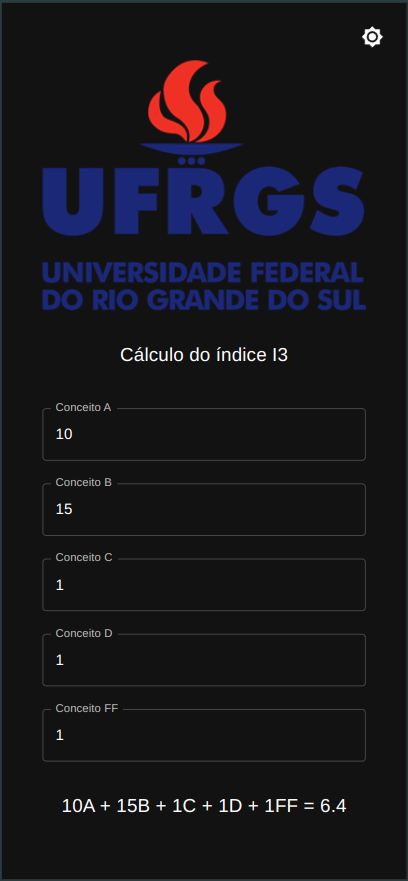 UFRGS
UNIVERSIDADE FEDERAL
DO RIO GRANDE DO SUL
Cálculo do índice I3
Conceito A
10
Conceito B
15
Conceito C
1
Conceito D
1
Conceito FF
1
10A + 15B + 1C + 1D + 1FF = 6.4